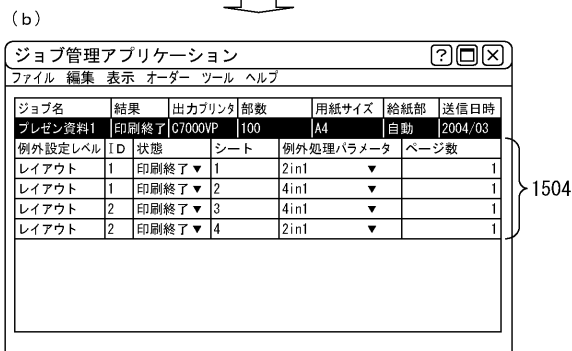 (b)
ジョブ管理アプリケーション ?
ファイル 編集 表示 オーダー ツール ヘルプ
ジョブ名 結果 出力プリンタ 部数 用紙サイズ 給紙部 送信日時
プレゼン資料1 印刷終了 C7000VP 100 A4 自動 2004/03
例外設定レベル ID 状態 シート 例外処理パラメータ ページ数
レイアウト 1 印刷終了▼ 1 2in1 ▼ 1
レイアウト 1 印刷終了▼ 2 4in1 ▼ 1
レイアウト 2 印刷終了▼ 3 4in1 ▼ 1
レイアウト 2 印刷終了▼ 4 2in1 ▼ 1
1504